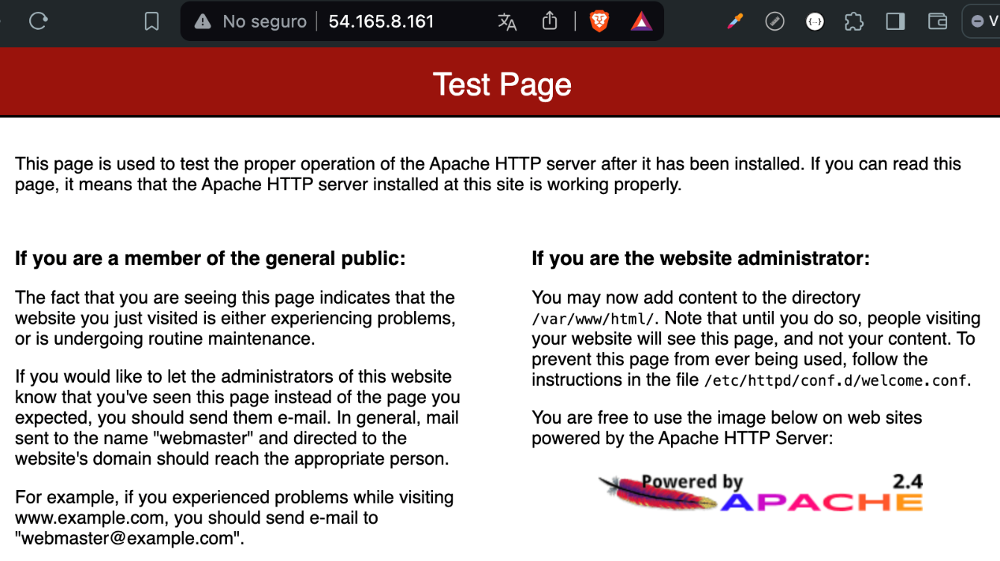 No seguro 54.165.8.161
Test Page
This page is used to test the proper operation of the Apache HTTP server after it has been installed. If you can read this
page, it means that the Apache HTTP server installed at this site is working properly.
If you are a member of the general public:
The fact that you are seeing this page indicates that the
website you just visited is either experiencing problems,
or is undergoing routine maintenance.
If you would like to let the administrators of this website
know that you've seen this page instead of the page you
expected, you should send them e-mail. In general, mail
sent to the name "webmaster" and directed to the
website's domain should reach the appropriate person.
For example, if you experienced problems while visiting
www.example.com, you should send e-mail to
"webmaster@example.com".
If you are the website administrator:
You may now add content to the directory
/var/www/html/. Note that until you do so, people visiting
your website will see this page, and not your content. To
prevent this page from ever being used, follow the
instructions in the file /etc/httpd/conf.d/welcome.conf.
You are free to use the image below on web sites
powered by the Apache HTTP Server:
Powered by 2.4
APACHE